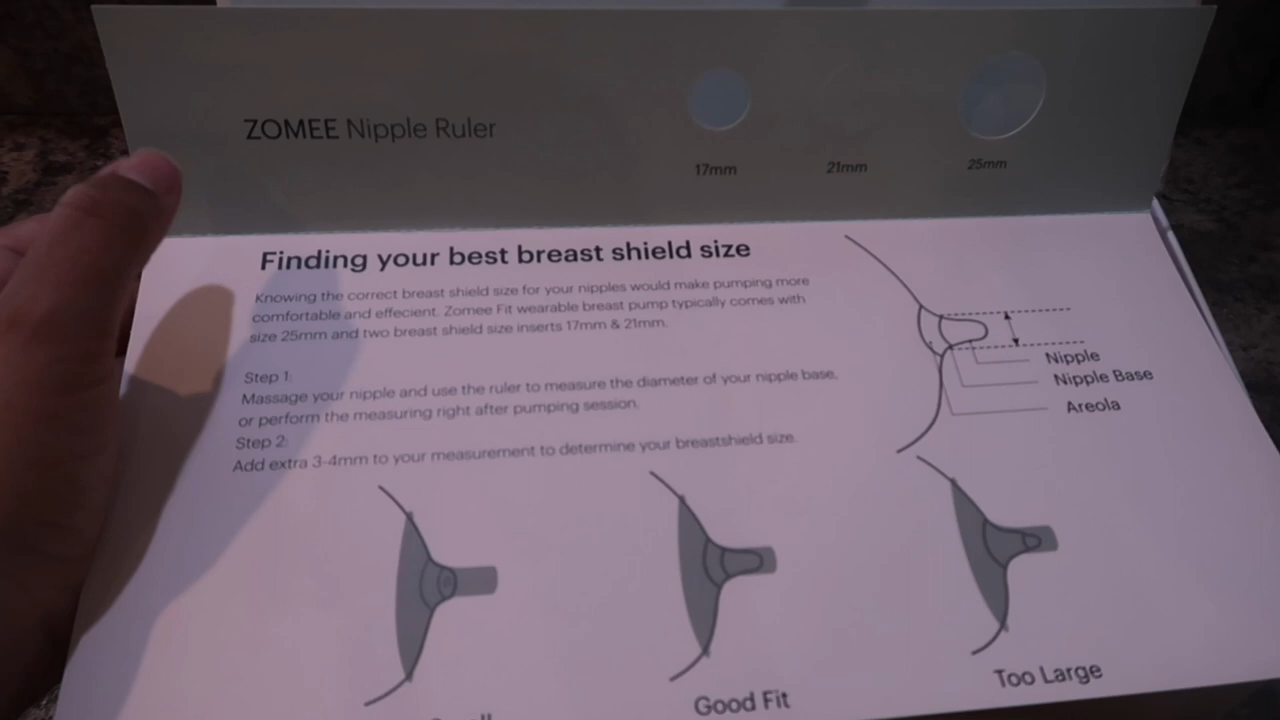 ZOMEE Nipple Ruler
17mm
21mm
25mm
Finding your best breast shield size
Knowing the correct breast shield size for your nipples would make pumping more
comfortable and effecient. Zomee Fit wearable breast pump typically comes with
size 25mm and two breast shield size inserts 17mm & 21mm.
Step 1:
Massage your nipple and use the ruler to measure the diameter of your nipple base,
or perform the measuring right after pumping session.
Step 2:
Add extra 3-4mm to your measurement to determine your breastshield size.
Nipple
Nipple Base
Areola
Good Fit
Too Large